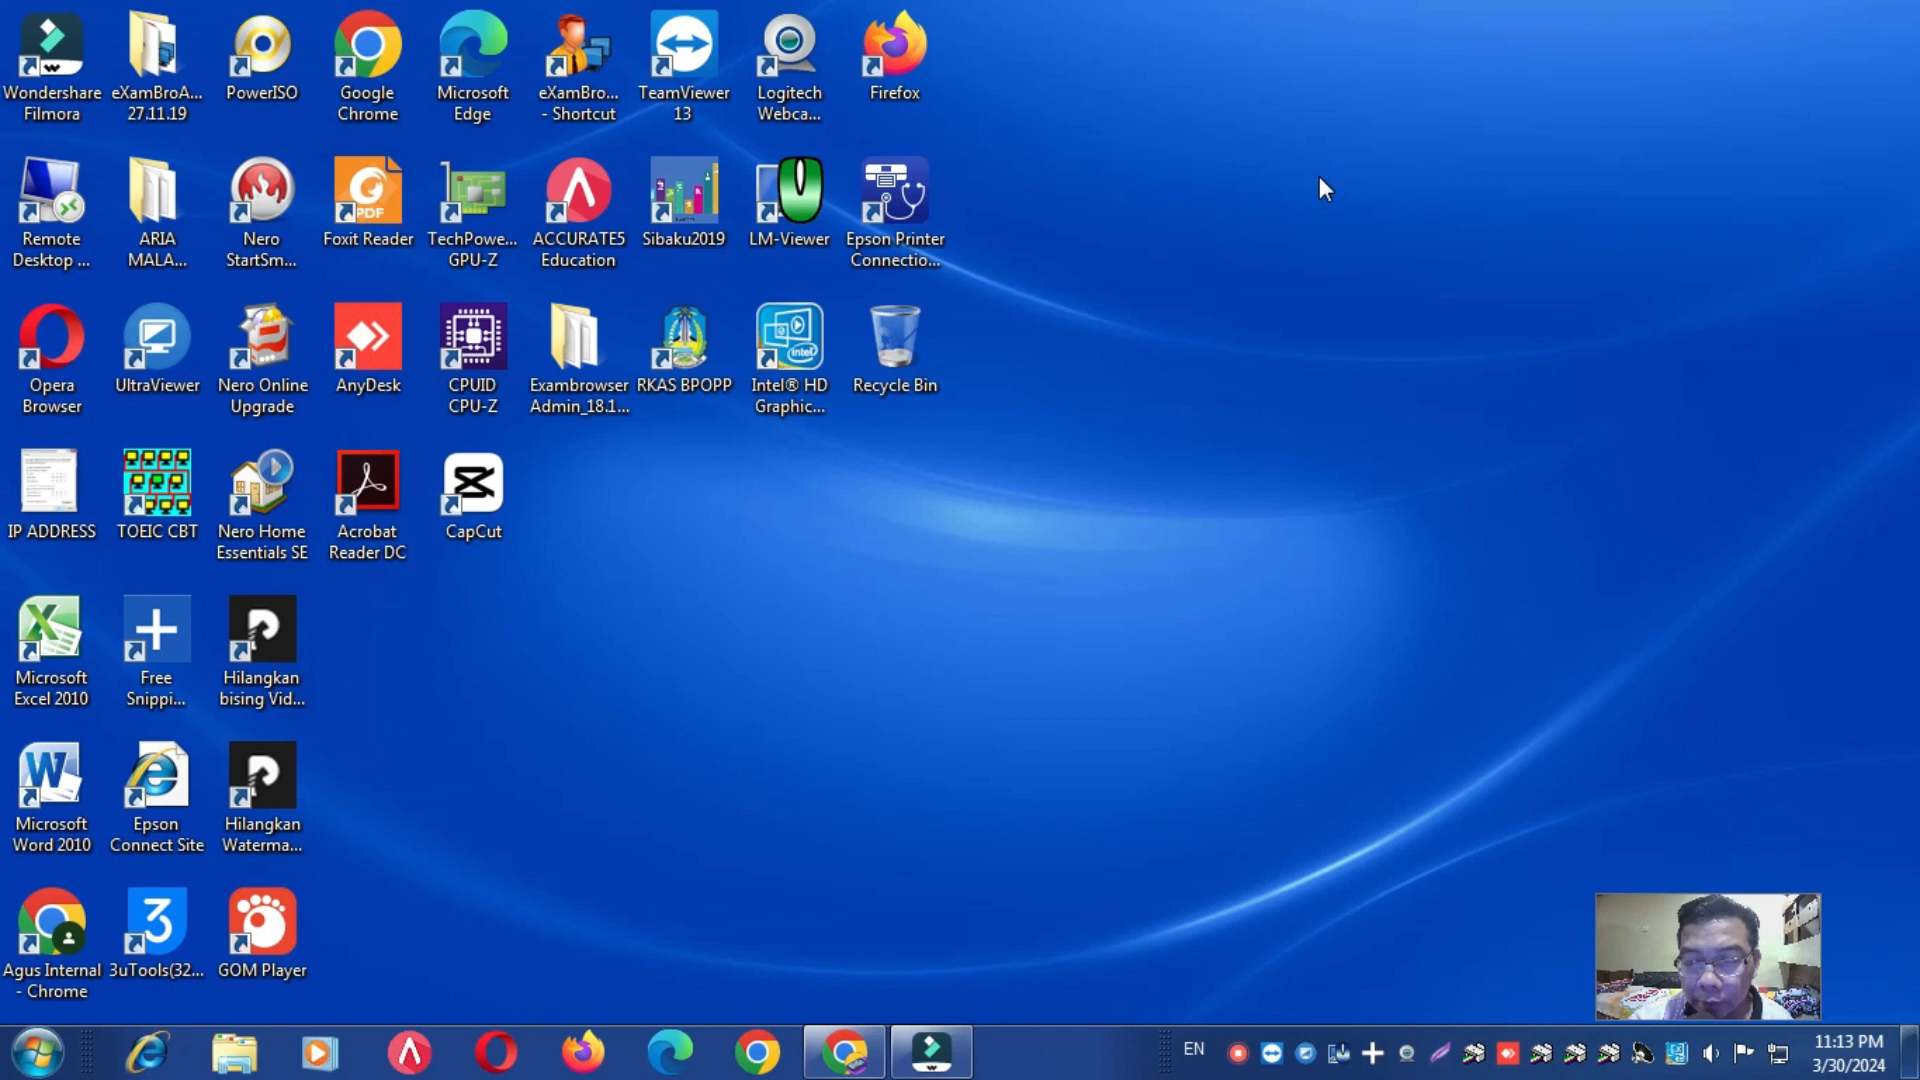 Wondershare
Filmora
eXamBroA...
27.11.19
PowerISO
Google
Chrome
Microsoft
Edge
eXamBro...
- Shortcut
TeamViewer
13
Logitech
Webca...
Firefox
Remote
Desktop ...
ARIA
MALA...
Nero
StartSm...
PDF
Foxit Reader
TechPowe...
GPU-Z
ACCURATE5
Education
Sibaku2019
LM-Viewer
Epson Printer
Connectio...
Opera
Browser
UltraViewer
Nero Online
Upgrade
AnyDesk
CPUID
CPU-Z
Exambrowser
Admin_18.1...
RKAS BPOPP
intel
Intel® HD
Graphic...
Recycle Bin
IP ADDRESS
TOEIC CBT
Nero Home
Essentials SE
Acrobat
Reader DC
CapCut
Microsoft
Excel 2010
Free
Snippi...
Hilangkan
bising Vid...
Microsoft
Word 2010
Epson
Connect Site
Hilangkan
Waterma...
Agus Internal
- Chrome
3
3uTools(32...
GOM Player
EN
11:13 PM
3/30/2024